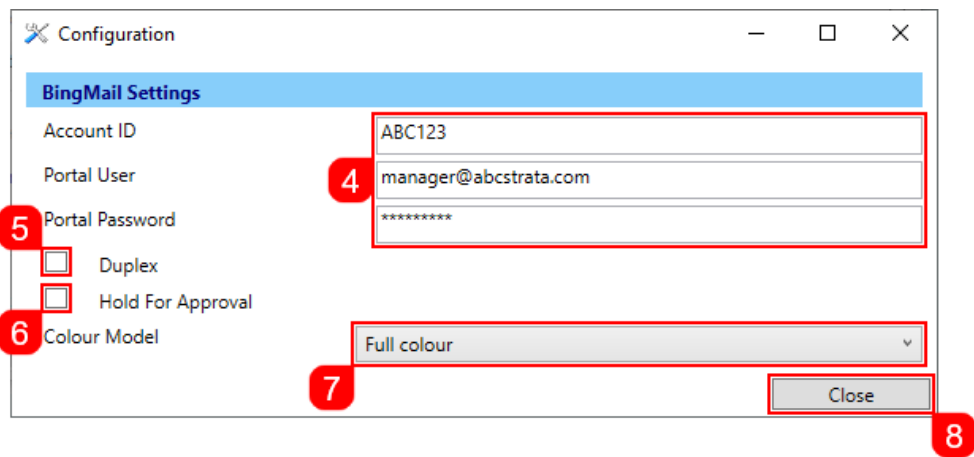 Configuration
BingMail Settings
Account ID ABC123
4
Portal User manager@abcstrata.com
Portal Password *********
5
Duplex
Hold For Approval
6
Colour Model Full colour
7
Close
8